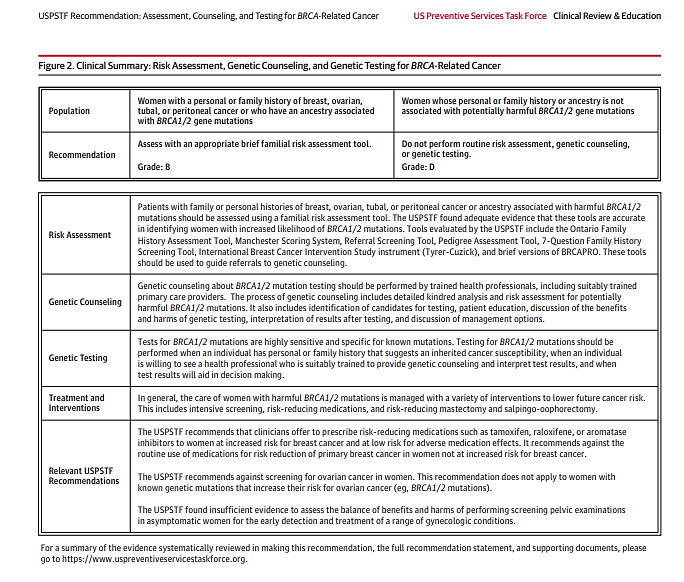 USPSTF Recommendation: Assessment, Counseling, and Testing for BRCA-Related Cancer
US Preventive Services Task Force Clinical Review & Education
Figure 2. Clinical Summary: Risk Assessment, Genetic Counseling, and Genetic Testing for BRCA-Related Cancer
Population
Women with a personal or family history of breast, ovarian,
tubal, or peritoneal cancer or who have an ancestry associated
with BRCA1/2 gene mutations
Women whose personal or family history or ancestry is not
associated with potentially harmful BRCA1/2 gene mutations
Recommendation
Assess with an appropriate brief familial risk assessment tool.
Grade: B
Do not perform routine risk assessment, genetic counseling,
or genetic testing.
Grade: D
Risk Assessment
Patients with family or personal histories of breast, ovarian, tubal, or peritoneal cancer or ancestry associated with harmful BRCA1/2
mutations should be assessed using a familial risk assessment tool. The USPSTF found adequate evidence that these tools are accurate
in identifying women with increased likelihood of BRCA1/2 mutations. Tools evaluated by the USPSTF include the Ontario Family
History Assessment Tool, Manchester Scoring System, Referral Screening Tool, Pedigree Assessment Tool, 7-Question Family History
Screening Tool, International Breast Cancer Intervention Study instrument (Tyrer-Cuzick), and brief versions of BRCAPRO. These tools
should be used to guide referrals to genetic counseling.
Genetic Counseling
Genetic counseling about BRCA1/2 mutation testing should be performed by trained health professionals, including suitably trained
primary care providers. The process of genetic counseling includes detailed kindred analysis and risk assessment for potentially
harmful BRCA1/2 mutations. It also includes identification of candidates for testing, patient education, discussion of the benefits
and harms of genetic testing, interpretation of results after testing, and discussion of management options.
Genetic Testing
Tests for BRCA1/2 mutations are highly sensitive and specific for known mutations. Testing for BRCA1/2 mutations should be
performed when an individual has personal or family history that suggests an inherited cancer susceptibility, when an individual
is willing to see a health professional who is suitably trained to provide genetic counseling and interpret test results, and when
test results will aid in decision making.
Treatment and
Interventions
In general, the care of women with harmful BRCA1/2 mutations is managed with a variety of interventions to lower future cancer risk.
This includes intensive screening, risk-reducing medications, and risk-reducing mastectomy and salpingo-oophorectomy.
Relevant USPSTF
Recommendations
The USPSTF recommends that clinicians offer to prescribe risk-reducing medications such as tamoxifen, raloxifene, or aromatase
inhibitors to women at increased risk for breast cancer and at low risk for adverse medication effects. It recommends against the
routine use of medications for risk reduction of primary breast cancer in women not at increased risk for breast cancer.
The USPSTF recommends against screening for ovarian cancer in women. This recommendation does not apply to women with
known genetic mutations that increase their risk for ovarian cancer (eg, BRCA1/2 mutations).
The USPSTF found insufficient evidence to assess the balance of benefits and harms of performing screening pelvic examinations
in asymptomatic women for the early detection and treatment of a range of gynecologic conditions.
For a summary of the evidence systematically reviewed in making this recommendation, the full recommendation statement, and supporting documents, please
go to https://www.uspreventiveservicestaskforce.org.